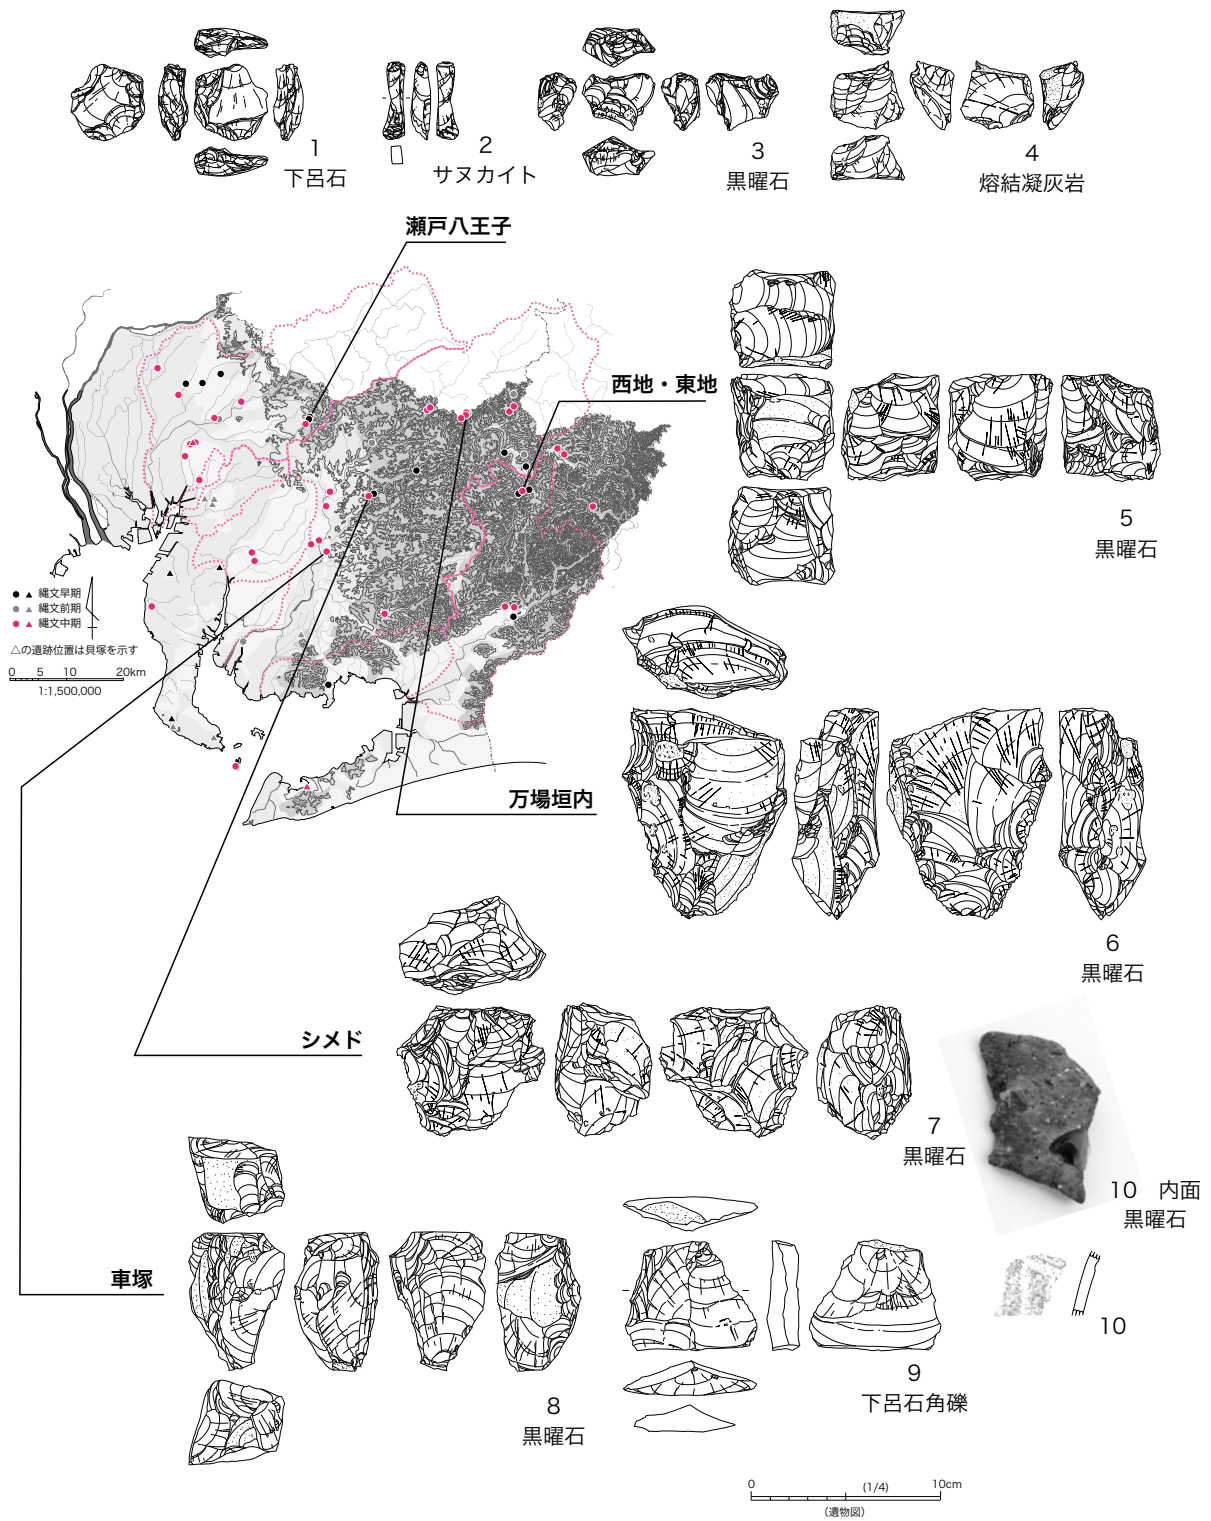 1
下呂石
2
サヌカイト
3
黒曜石
4
熔結凝灰岩
瀬戸八王子
西地・東地
5
黒曜石
● ▲ 縄文早期
● ▲ 縄文前期
● ▲ 縄文中期
△の遺跡位置は貝塚を示す
0 5 10 20km
1:1,500,000
万場垣内
6
黒曜石
シメド
7
黒曜石
10 内面
黒曜石
車塚
8
黒曜石
9
下呂石角礫
10
0 (1/4) 10cm
(遺物図)